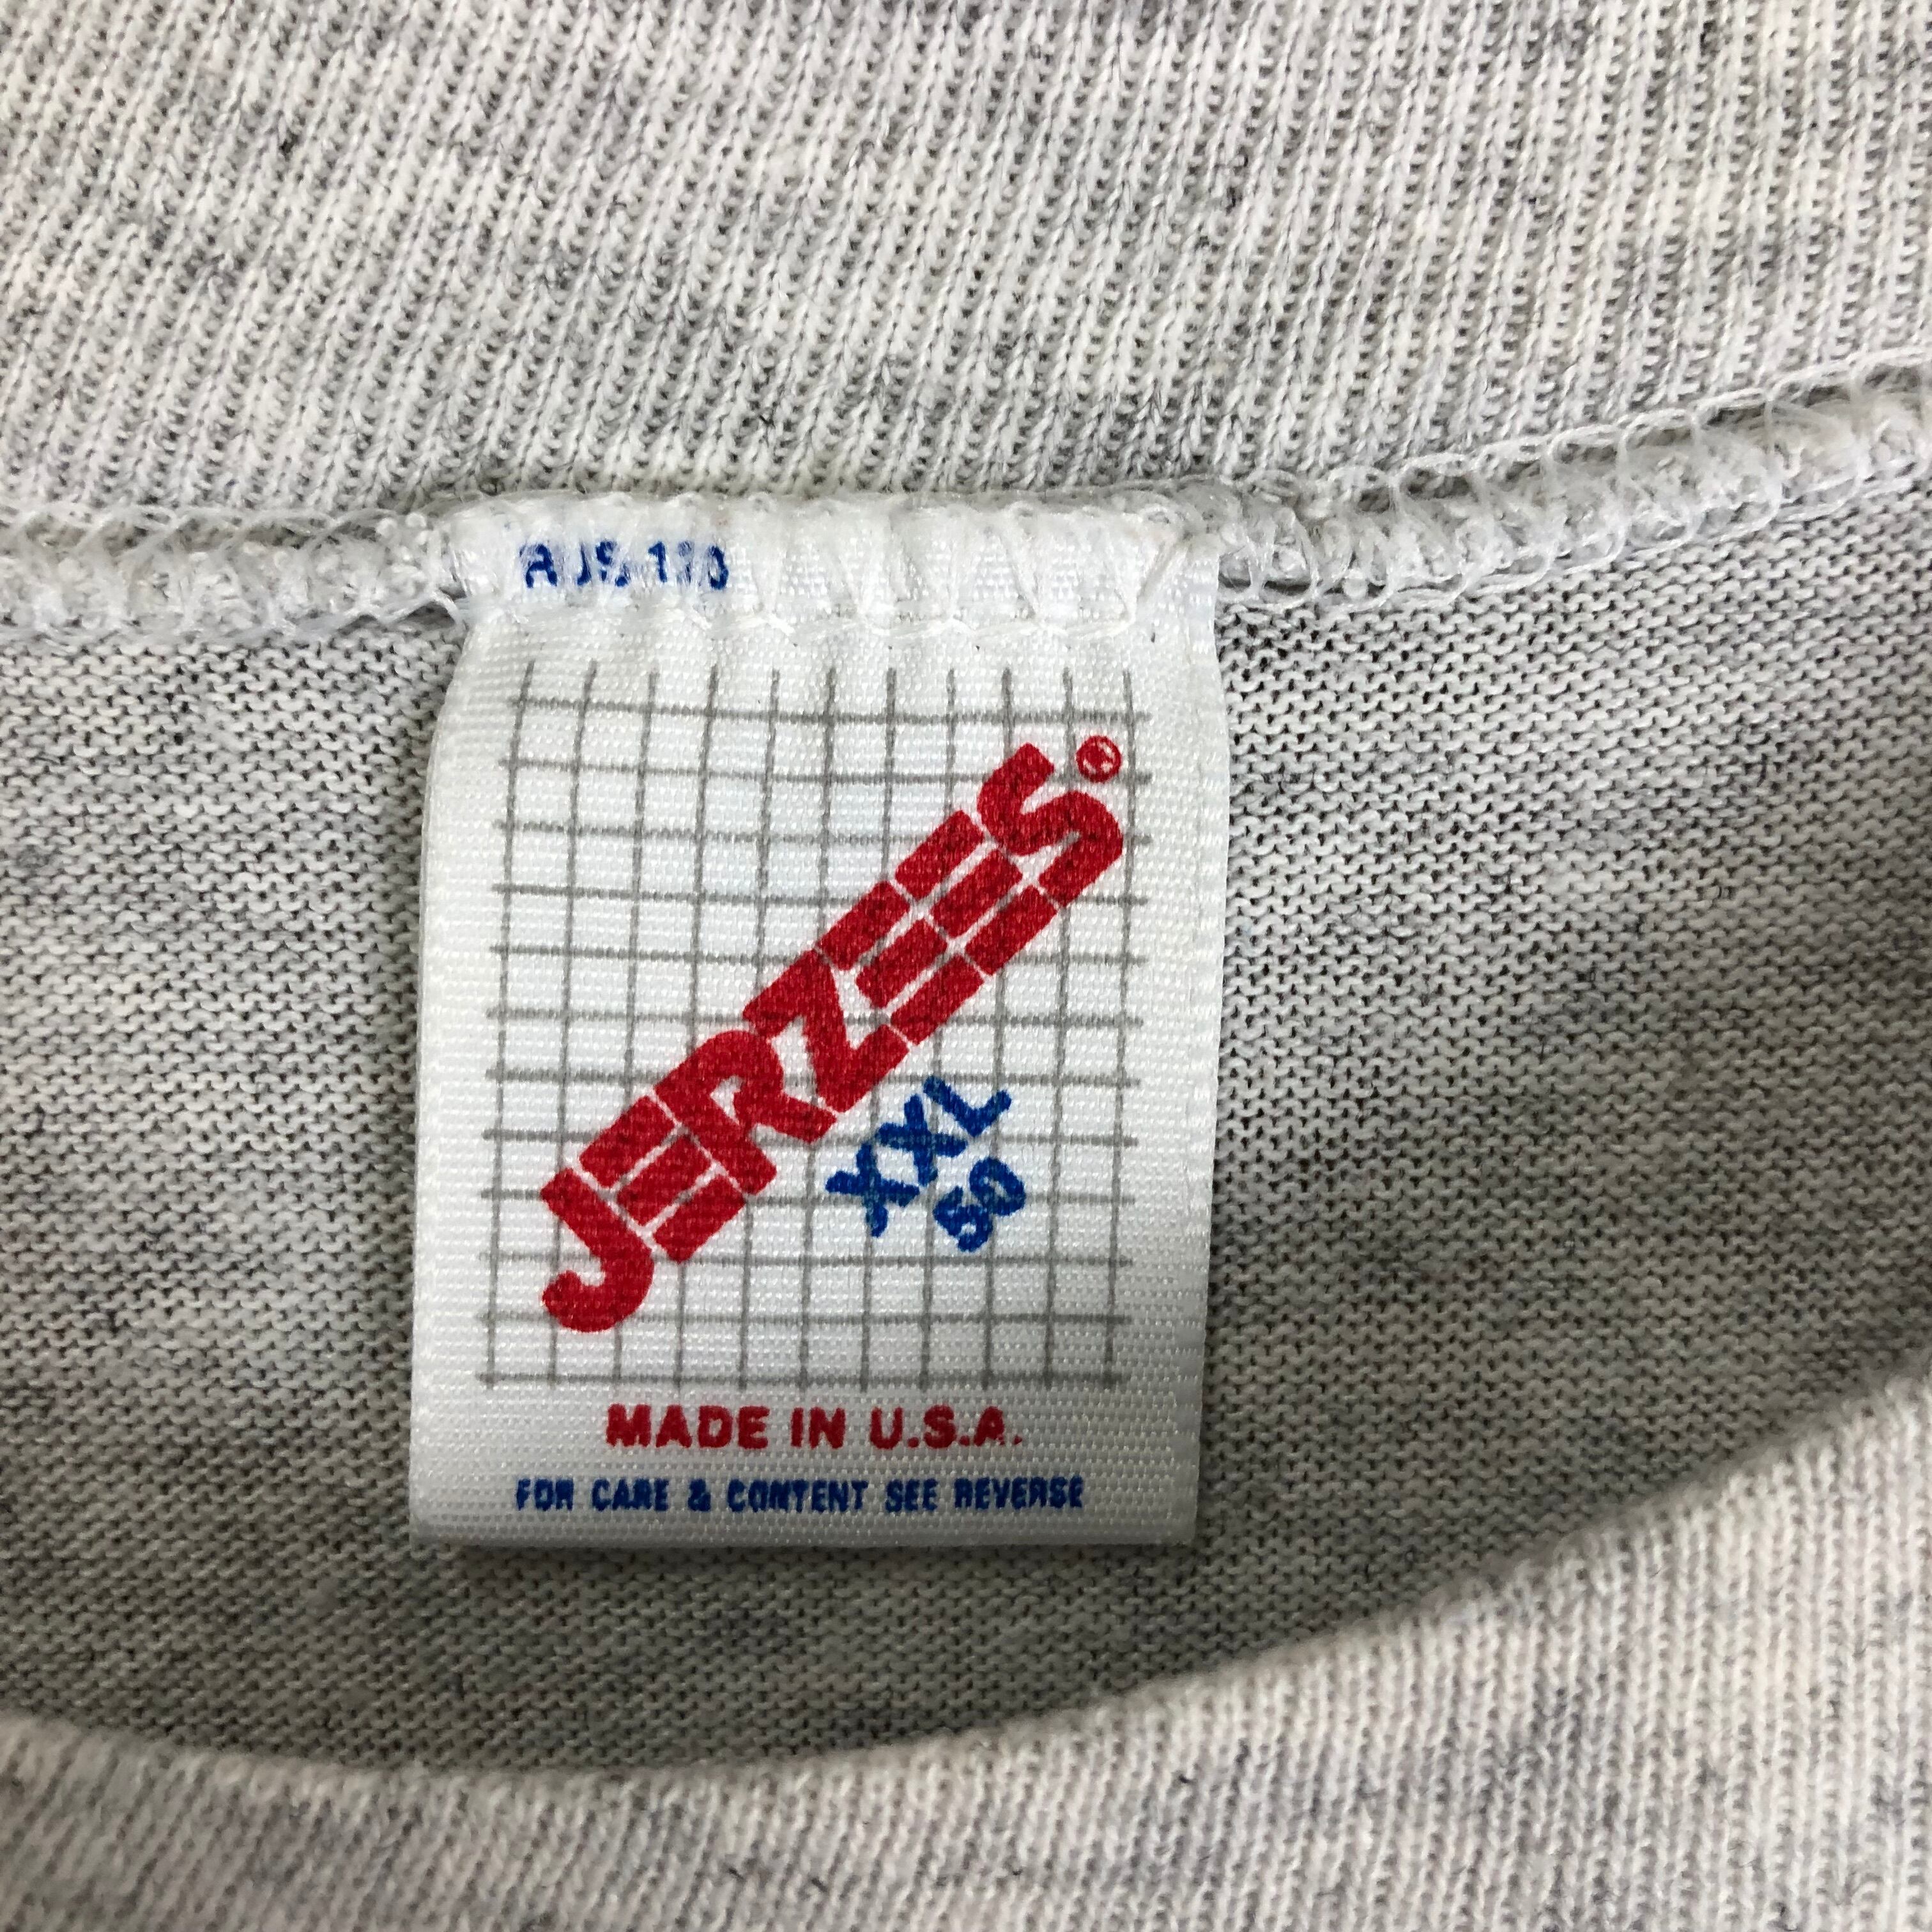 JERZEES®
XXL
50
MADE IN U.S.A.
FOR CARE & CONTENT SEE REVERSE